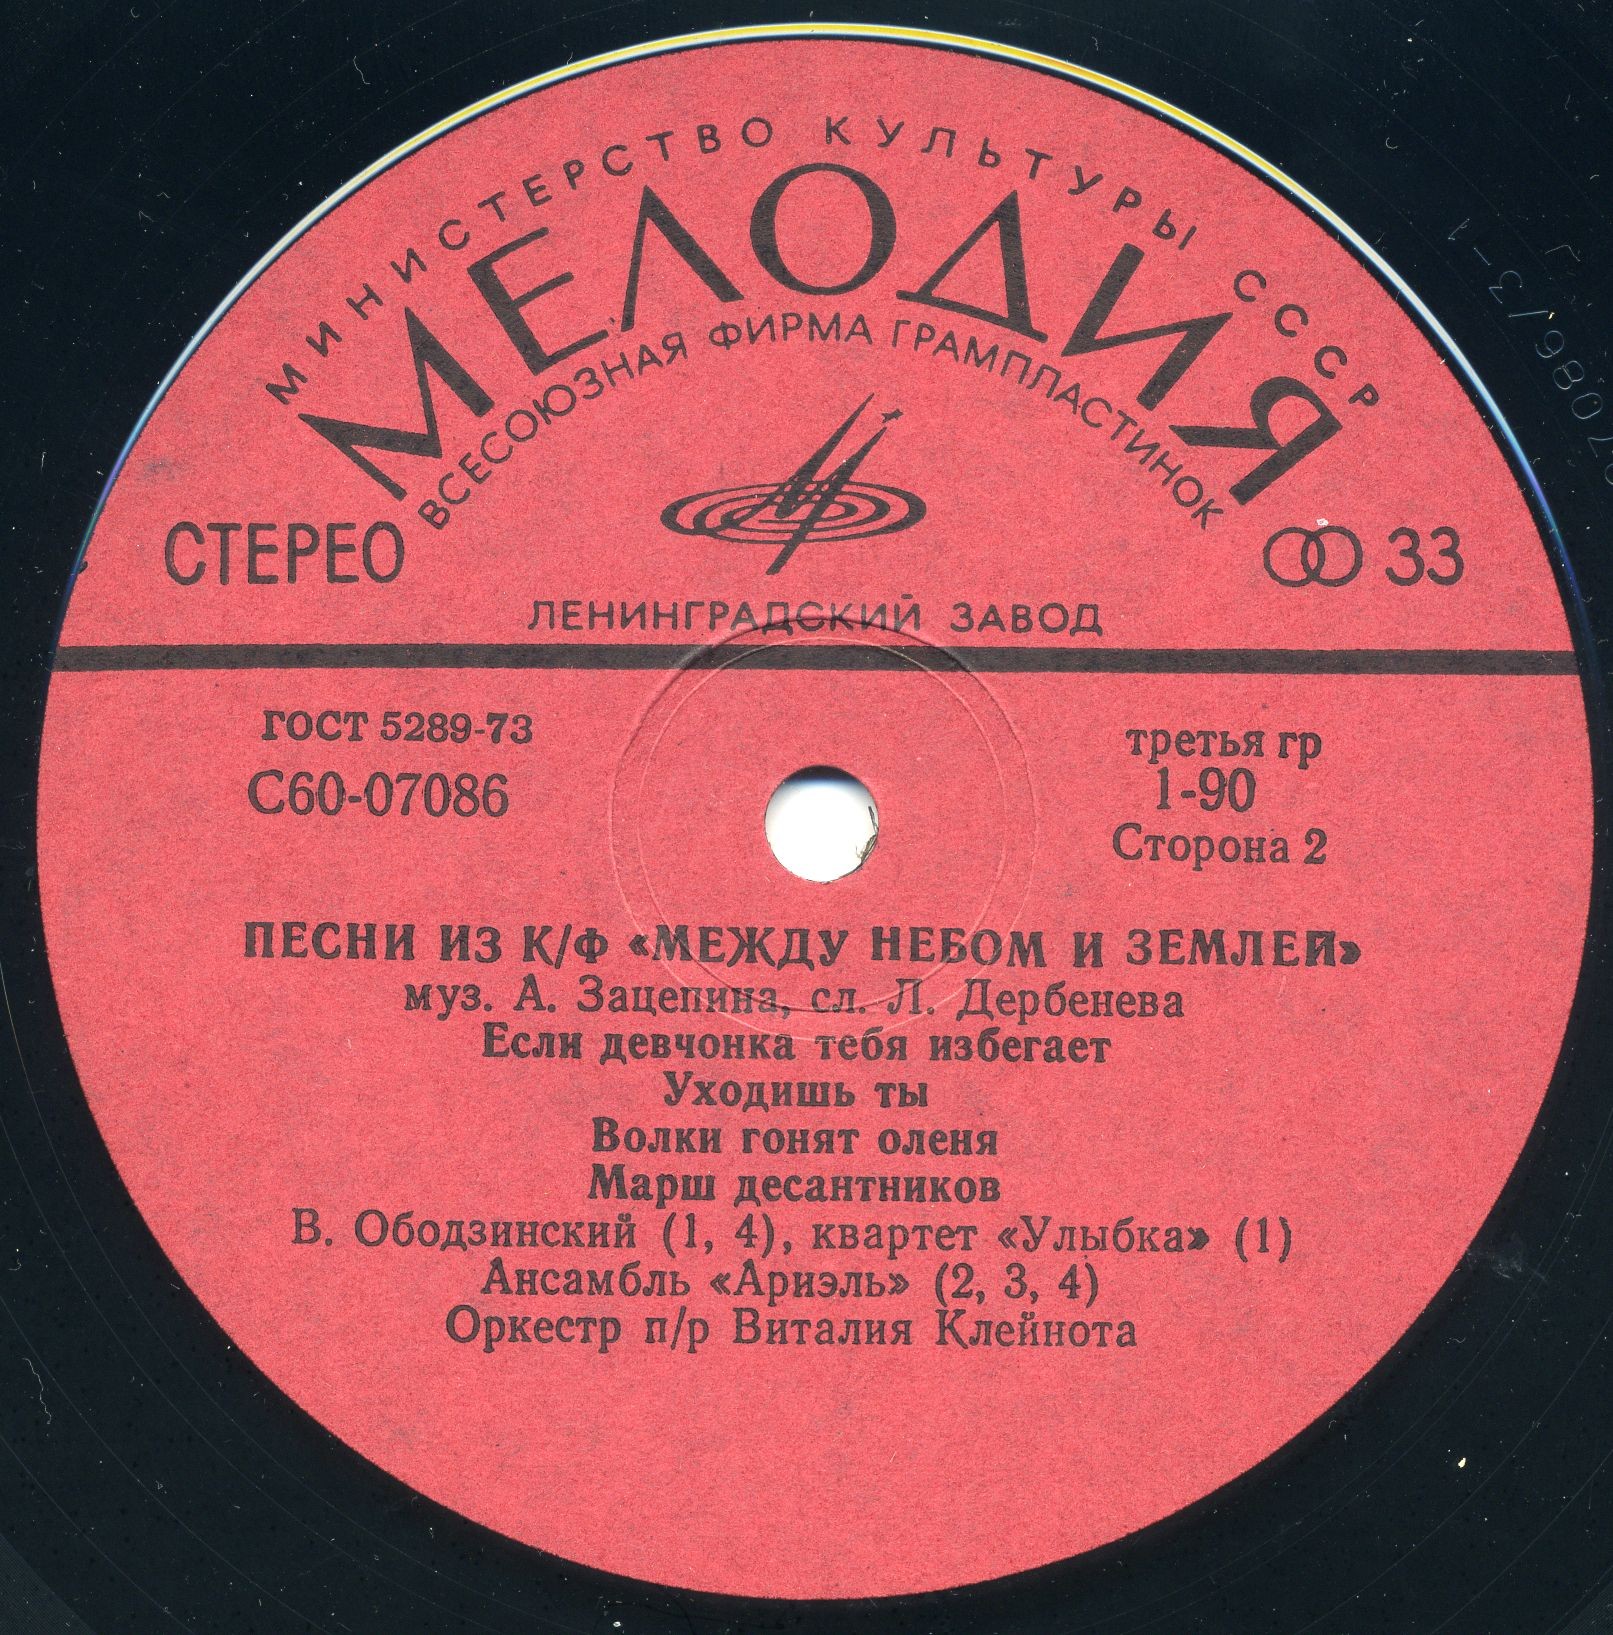 МИНИСТЕРСТВО КУЛЬТУРЫ СССР
МЕЛОДИЯ
ВСЕСОЮЗНАЯ ФИРМА ГРАМПЛАСТИНОК
СТЕРЕО
33
ЛЕНИНГРАДСКИЙ ЗАВОД
ГОСТ 5289-73
С60-07086
третья гр
1-90
Сторона 2
ПЕСНИ ИЗ К/Ф «МЕЖДУ НЕБОМ И ЗЕМЛЕЙ»
муз. А. Зацепина, сл. Л. Дербенева
Если девчонка тебя избегает
Уходишь ты
Волки гонят оленя
Марш десантников
В. Ободзинский (1, 4), квартет «Улыбка» (1)
Ансамбль «Ариэль» (2, 3, 4)
Оркестр п/р Виталия Клейнота